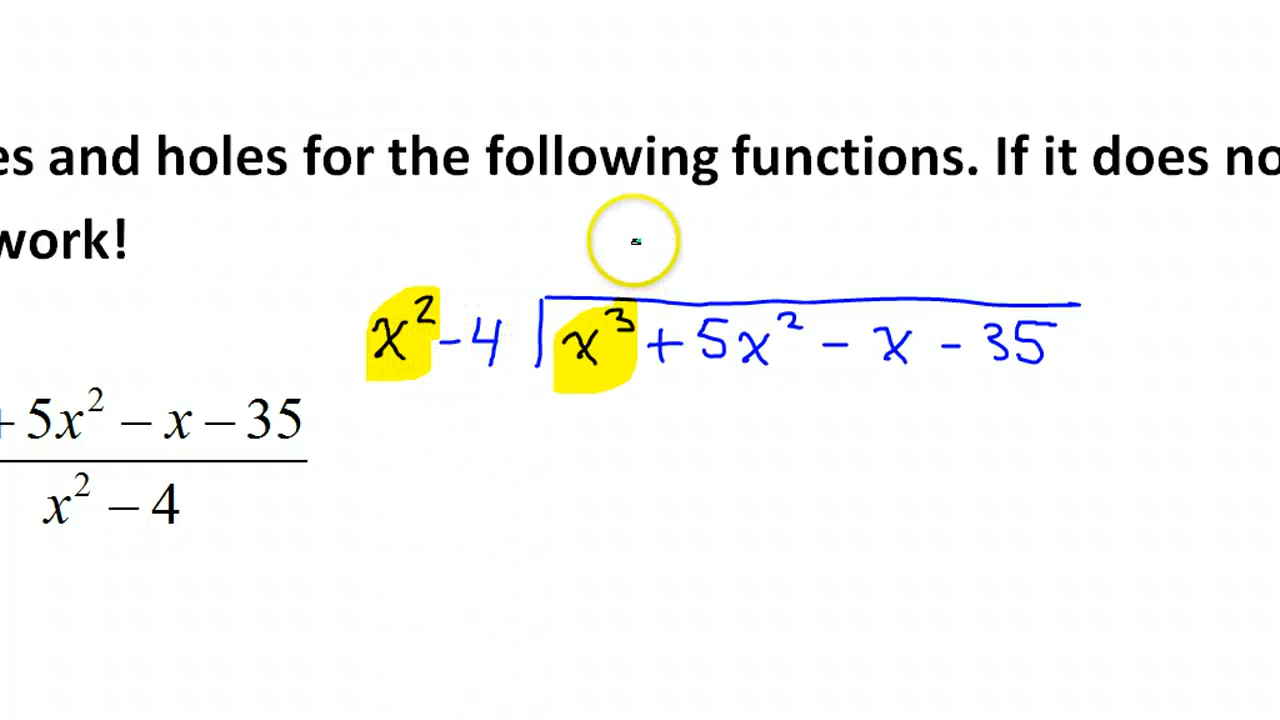 es and holes for the following functions. If it does no
work!
x² - 4 ⟌ x³ + 5x² - x - 35
+ 5x² − x − 35
x² − 4